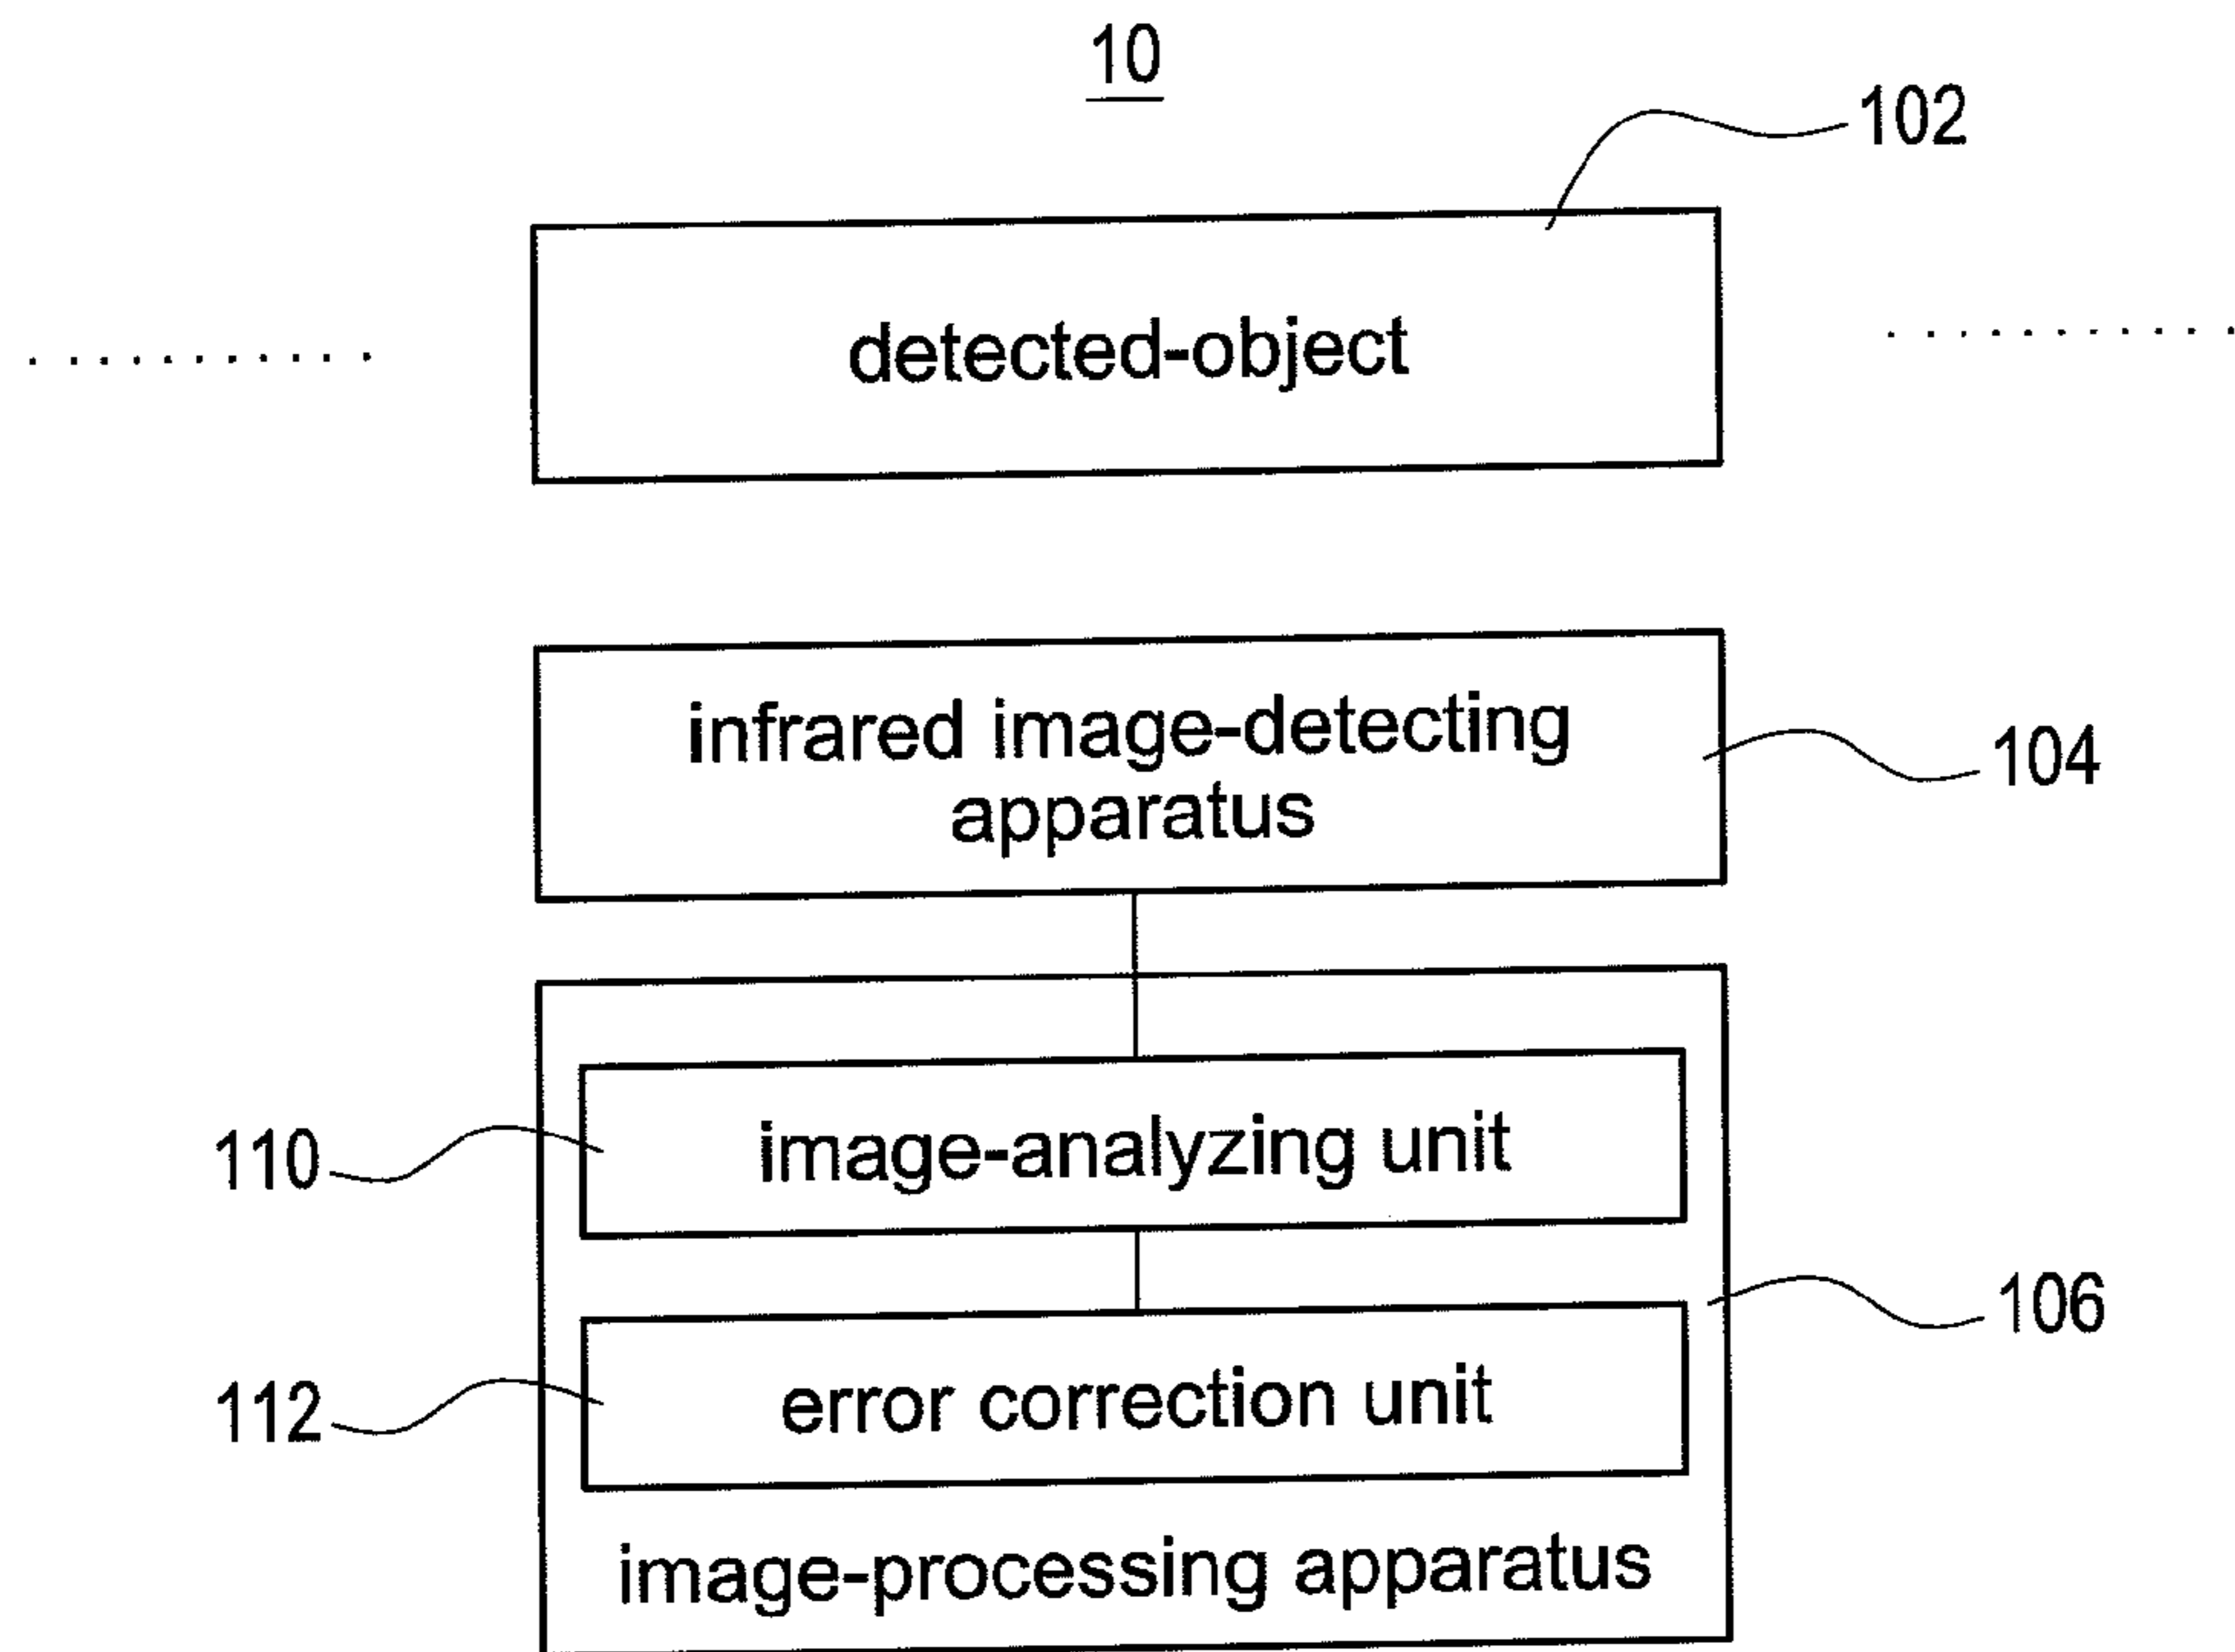 10
102
detected-object
infrared image-detecting
apparatus
104
110
image-analyzing unit
106
112
error correction unit
image-processing apparatus